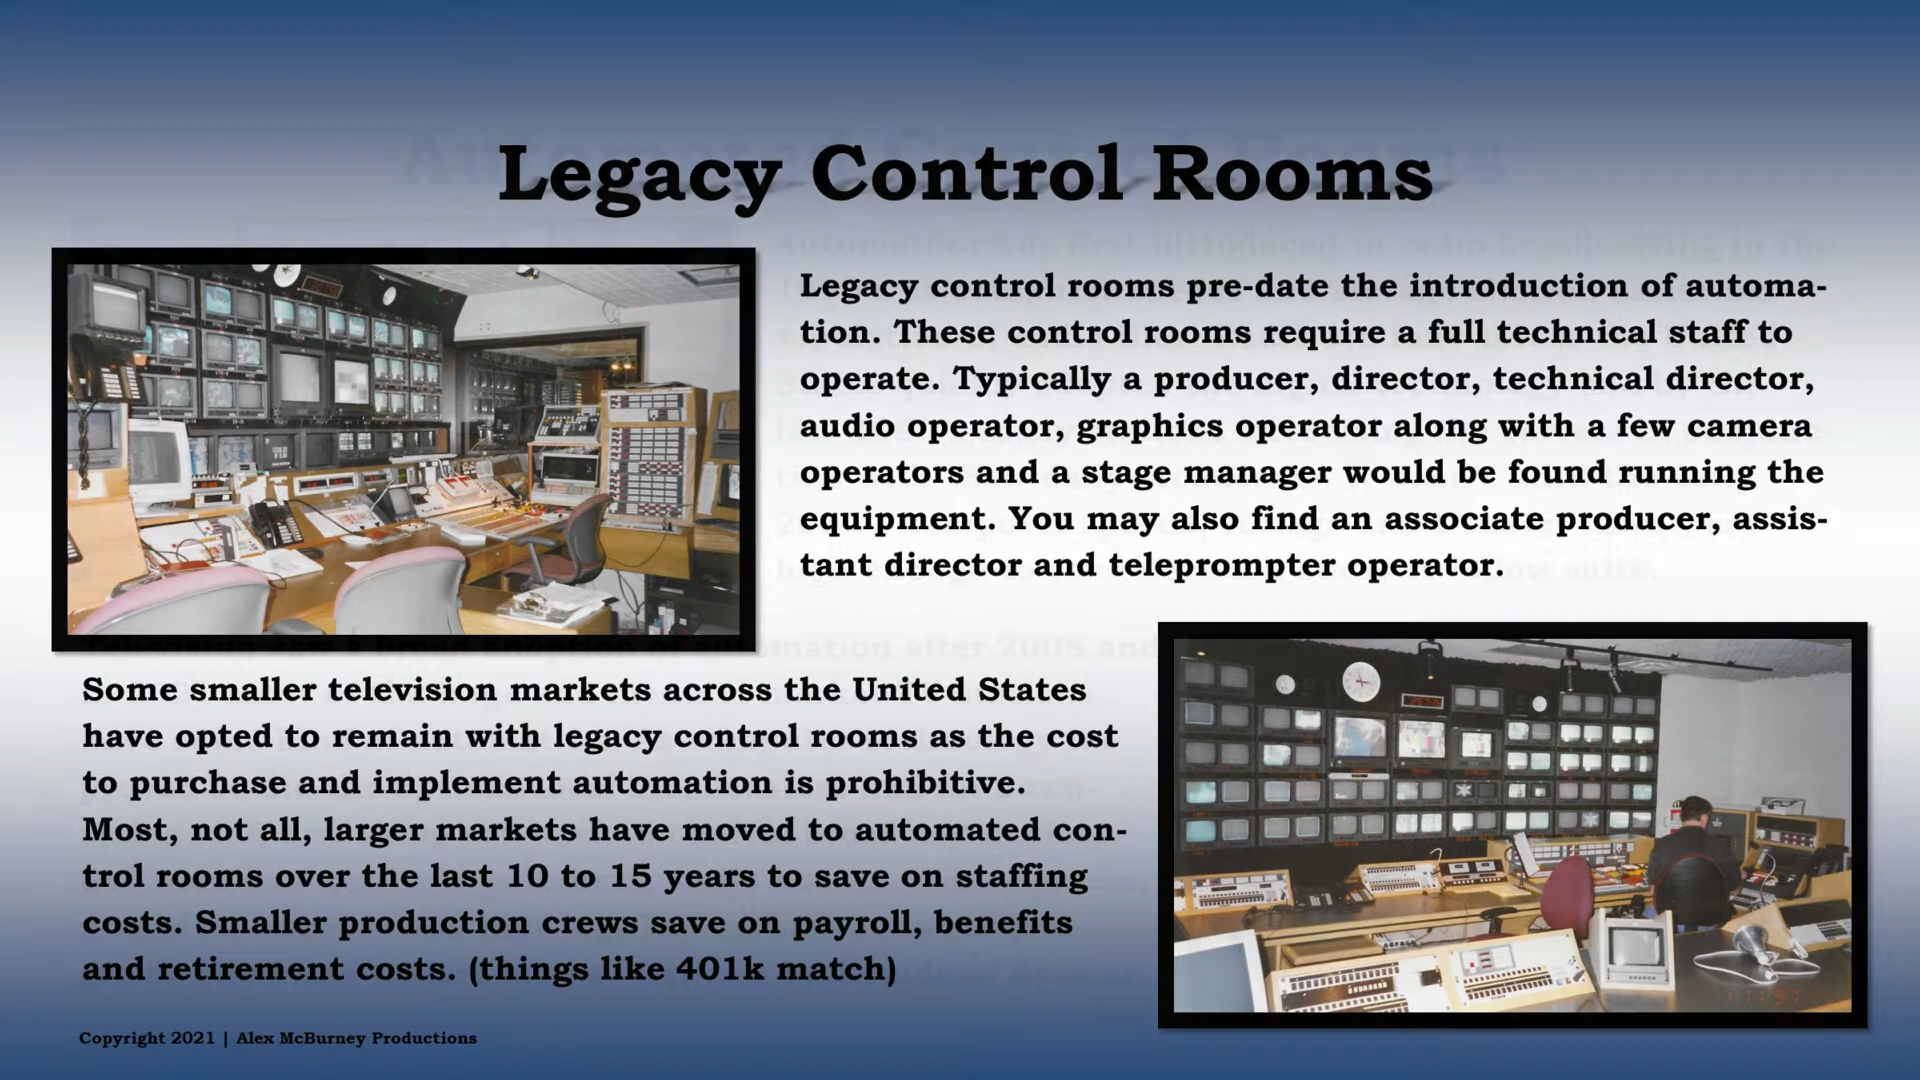 Legacy Control Rooms
Legacy control rooms pre-date the introduction of automa-
tion. These control rooms require a full technical staff to
operate. Typically a producer, director, technical director,
audio operator, graphics operator along with a few camera
operators and a stage manager would be found running the
equipment. You may also find an associate producer, assis-
tant director and teleprompter operator.
Some smaller television markets across the United States
have opted to remain with legacy control rooms as the cost
to purchase and implement automation is prohibitive.
Most, not all, larger markets have moved to automated con-
trol rooms over the last 10 to 15 years to save on staffing
costs. Smaller production crews save on payroll, benefits
and retirement costs. (things like 401k match)
Copyright 2021 | Alex McBurney Productions